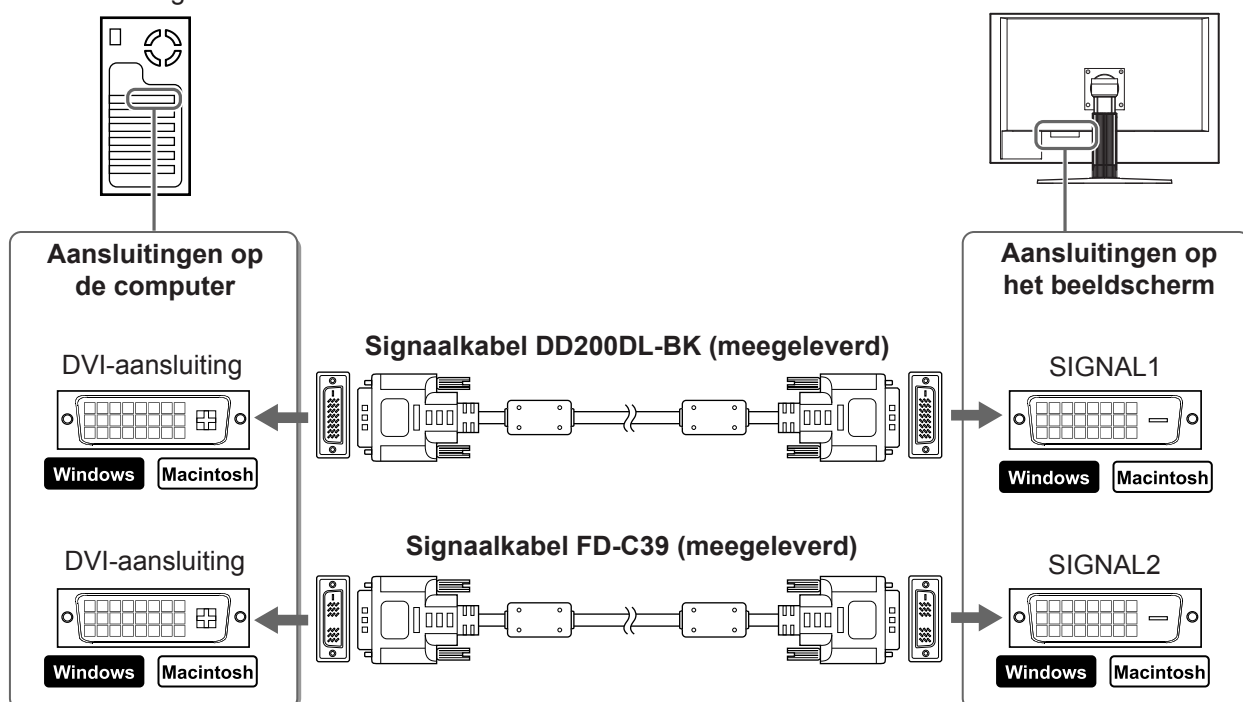 Aansluitingen op
de computer
Aansluitingen op
het beeldscherm
Signaalkabel DD200DL-BK (meegeleverd)
DVI-aansluiting
SIGNAL1
Windows Macintosh
Windows Macintosh
Signaalkabel FD-C39 (meegeleverd)
DVI-aansluiting
SIGNAL2
Windows Macintosh
Windows Macintosh